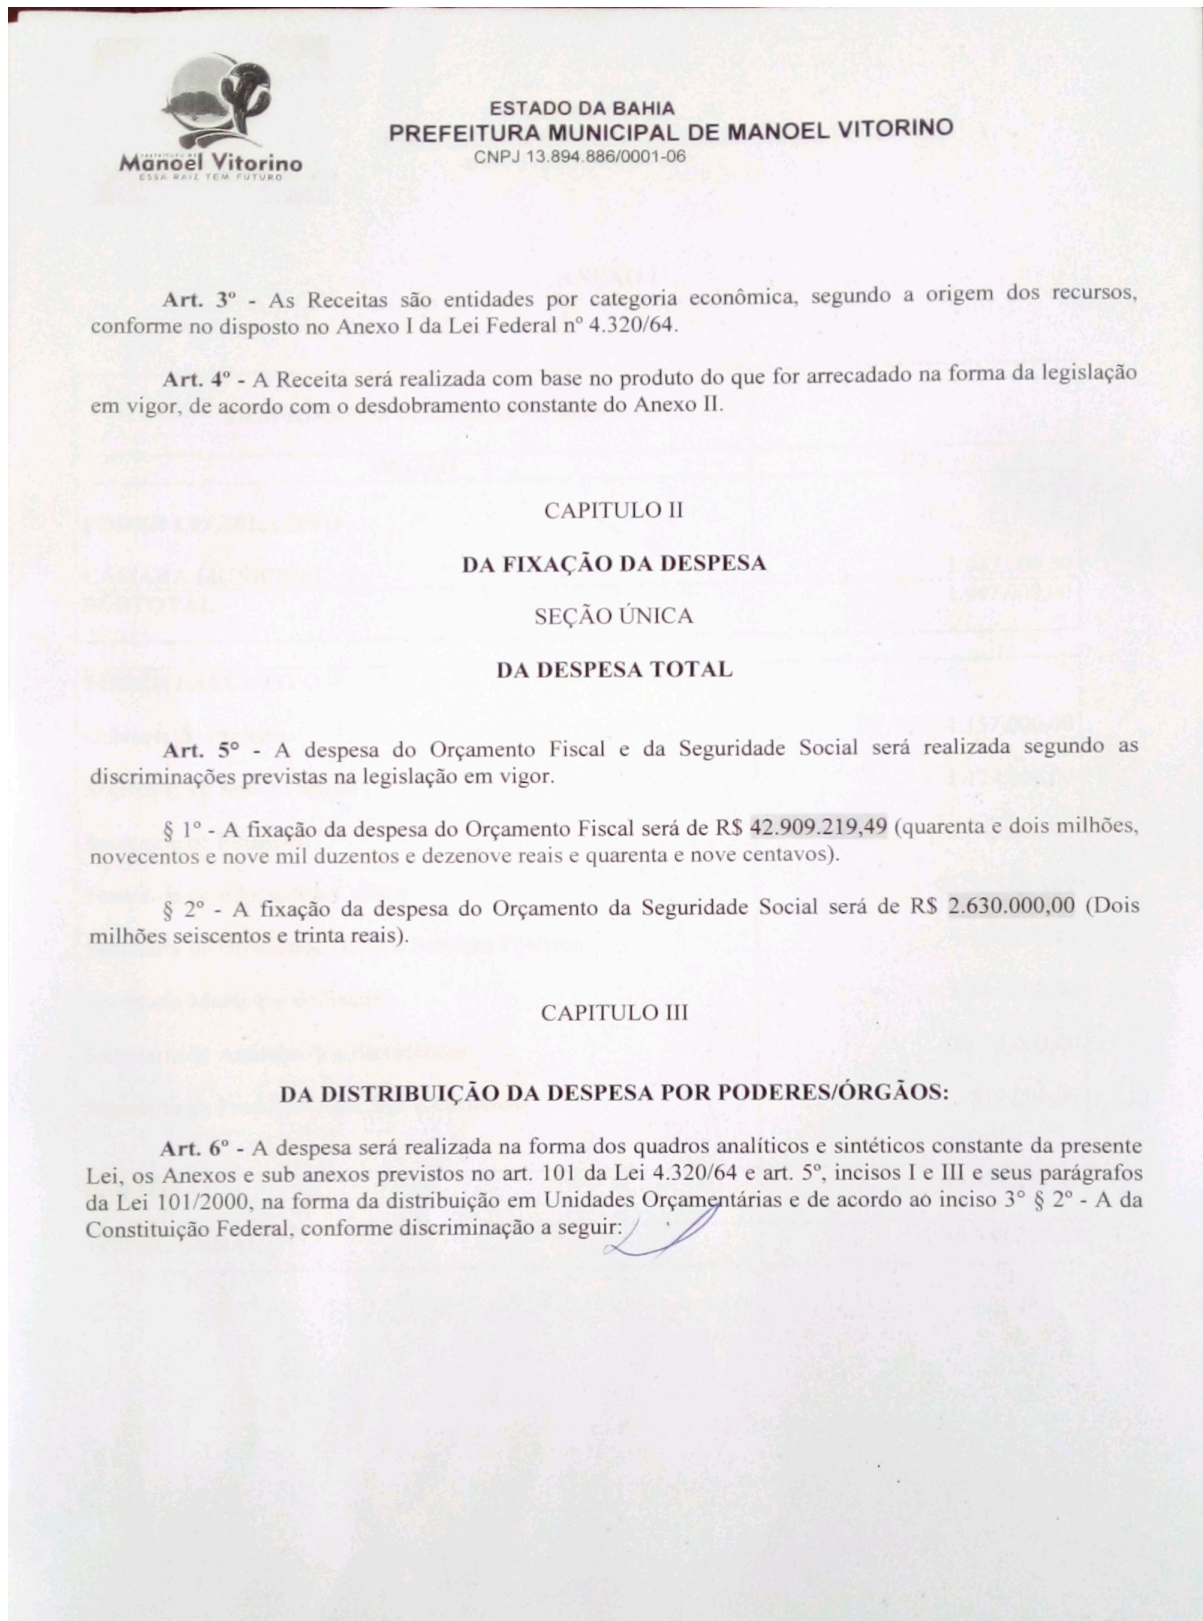 ESTADO DA BAHIA
PREFEITURA MUNICIPAL DE MANOEL VITORINO
CNPJ 13.894.886/0001-06
Manoel Vitorino
ESSA RAIZ TEM FUTURO
Art. 3º - As Receitas são entidades por categoria econômica, segundo a origem dos recursos,
conforme no disposto no Anexo I da Lei Federal nº 4.320/64.
Art. 4º - A Receita será realizada com base no produto do que for arrecadado na forma da legislação
em vigor, de acordo com o desdobramento constante do Anexo II.
CAPITULO II
DA FIXAÇÃO DA DESPESA
SEÇÃO ÚNICA
DA DESPESA TOTAL
Art. 5° - A despesa do Orçamento Fiscal e da Seguridade Social será realizada segundo as
discriminações previstas na legislação em vigor.
§ 1º - A fixação da despesa do Orçamento Fiscal será de R$ 42.909.219,49 (quarenta e dois milhões,
novecentos e nove mil duzentos e dezenove reais e quarenta e nove centavos).
§ 2º - A fixação da despesa do Orçamento da Seguridade Social será de R$ 2.630.000,00 (Dois
milhões seiscentos e trinta reais).
CAPITULO III
DA DISTRIBUIÇÃO DA DESPESA POR PODERES/ÓRGÃOS:
Art. 6º - A despesa será realizada na forma dos quadros analíticos e sintéticos constante da presente
Lei, os Anexos e sub anexos previstos no art. 101 da Lei 4.320/64 e art. 5º, incisos I e III e seus parágrafos
da Lei 101/2000, na forma da distribuição em Unidades Orçamentárias e de acordo ao inciso 3° § 2º - A da
Constituição Federal, conforme discriminação a seguir: